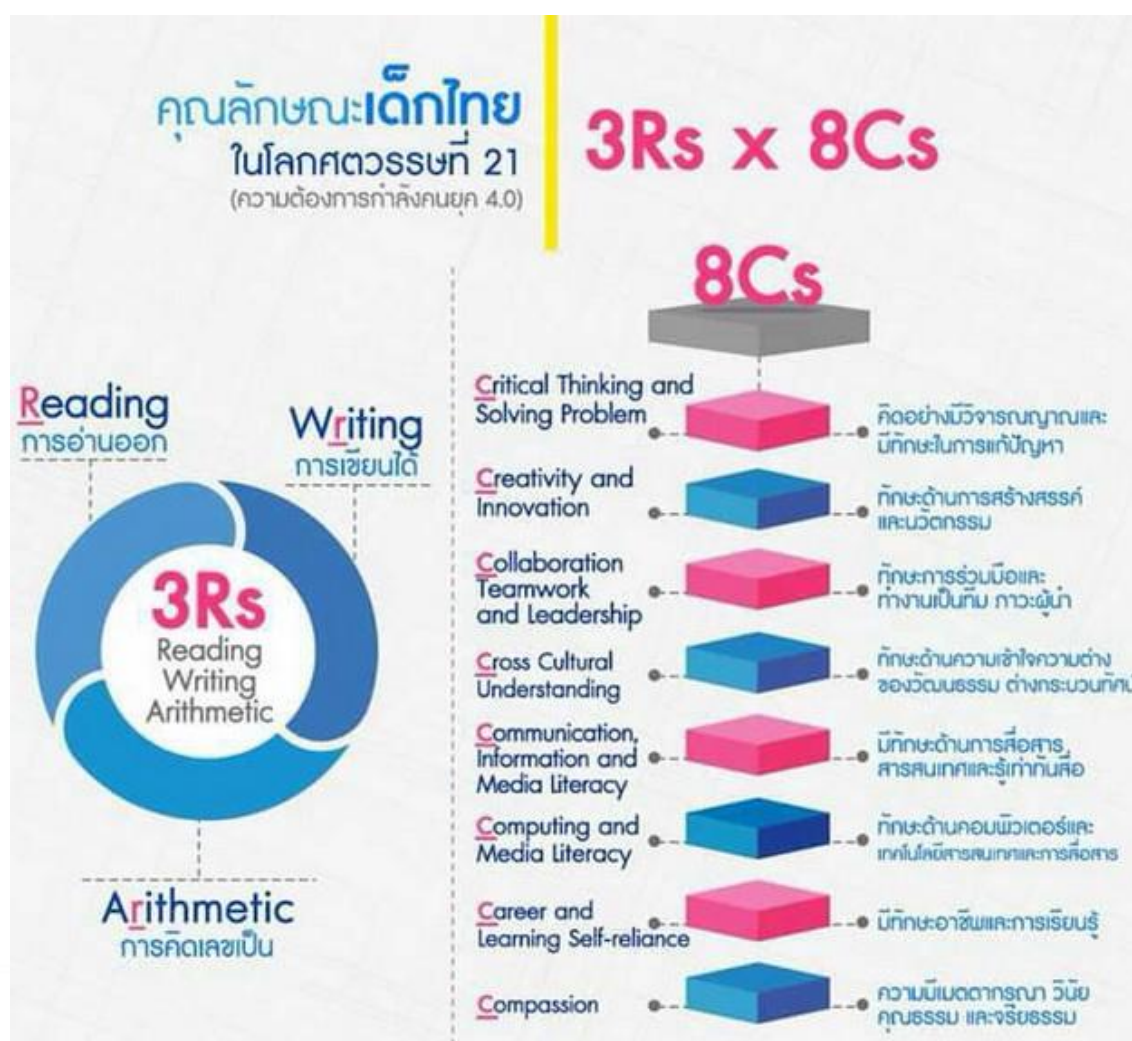 คุณลักษณะเด็กไทย
ในโลกศตวรรษที่ 21
(ความต้องการกำลังคนยุค 4.0)
3Rs x 8Cs
Reading
การอ่านออก
Writing
การเขียนได้
3Rs
Reading
Writing
Arithmetic
Arithmetic
การคิดเลขเป็น
8Cs
Critical Thinking and
Solving Problem
คิดอย่างมีวิจารณญาณและ
มีทักษะในการแก้ปัญหา
Creativity and
Innovation
ทักษะด้านการสร้างสรรค์
และนวัตกรรม
Collaboration
Teamwork
and Leadership
ทักษะการร่วมมือและ
ทำงานเป็นทีม ภาวะผู้นำ
Cross Cultural
Understanding
ทักษะด้านความเข้าใจความต่าง
ของวัฒนธรรม ต่างกระบวนทัศน์
Communication,
Information and
Media Literacy
มีทักษะด้านการสื่อสาร
สารสนเทศและรู้เท่าทันสื่อ
Computing and
Media Literacy
ทักษะด้านคอมพิวเตอร์และ
เทคโนโลยีสารสนเทศและการสื่อสาร
Career and
Learning Self-reliance
มีทักษะอาชีพและการเรียนรู้
Compassion
ความมีเมตตากรุณา วินัย
คุณธรรม และจริยธรรม